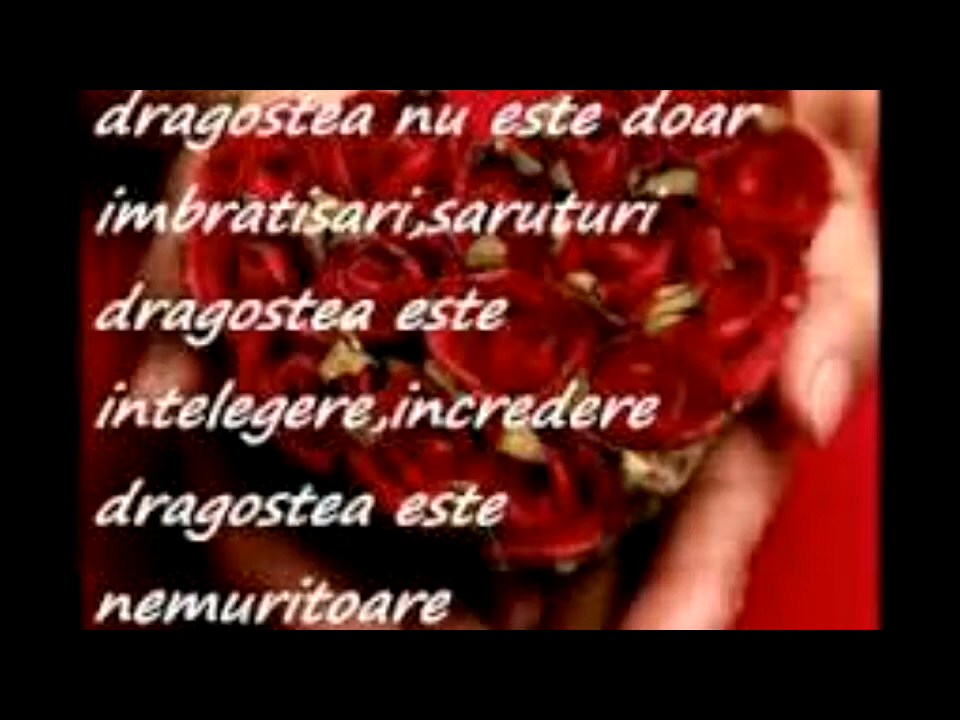 dragostea nu este doar
imbratisari,saruturi
dragostea este
intelegere,incredere
dragostea este
nemuritoare